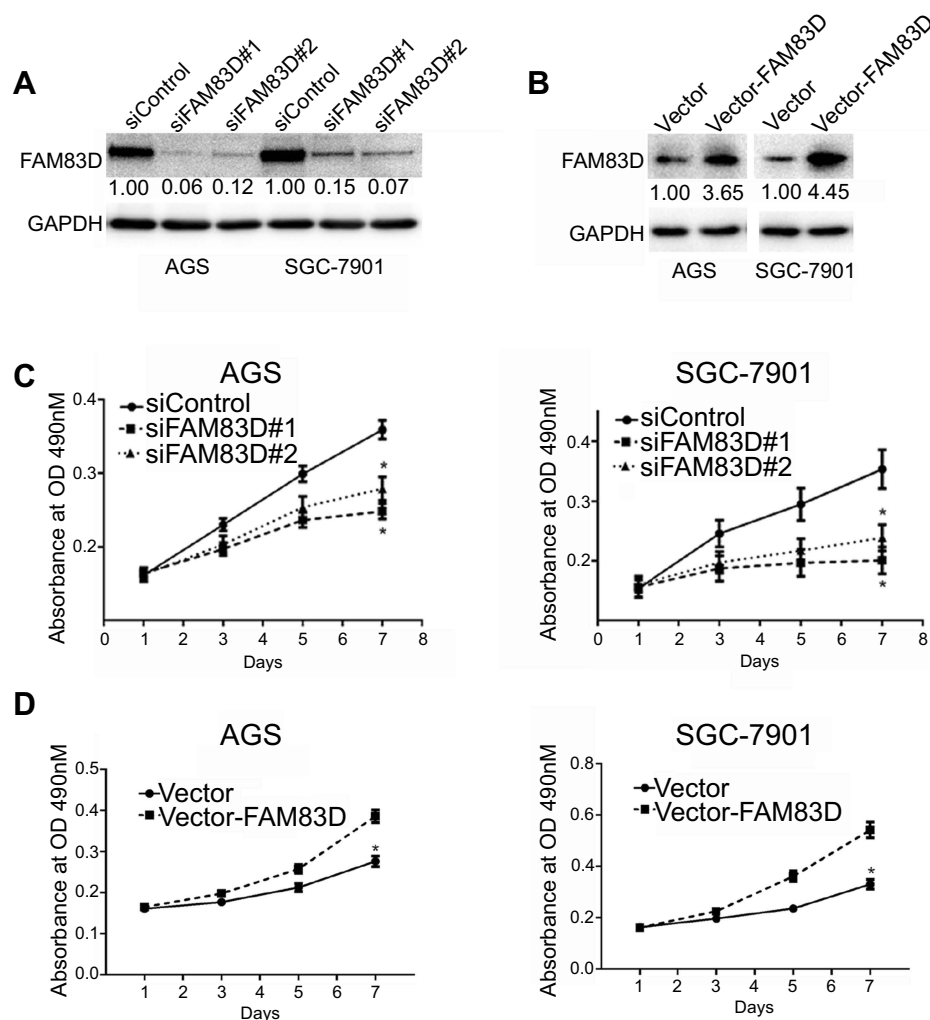 A
siControl
siFAM83D#1
siFAM83D#2
siControl
siFAM83D#1
siFAM83D#2
FAM83D
1.00 0.06 0.12 1.00 0.15 0.07
GAPDH
AGS SGC-7901
B
Vector
Vector-FAM83D
Vector
Vector-FAM83D
FAM83D
1.00 3.65 1.00 4.45
GAPDH
AGS SGC-7901
C
AGS
Absorbance at OD 490nM
0.4
0.3
0.2
siControl
siFAM83D#1
siFAM83D#2
*
*
0 1 2 3 4 5 6 7 8
Days
SGC-7901
Absorbance at OD 490nM
0.4
0.3
0.2
siControl
siFAM83D#1
siFAM83D#2
*
*
0 1 2 3 4 5 6 7 8
Days
D
AGS
Absorbance at OD 490nM
0.5
0.4
0.3
0.2
0.1
0.0
Vector
Vector-FAM83D
*
1 2 3 4 5 6 7
Days
SGC-7901
Absorbance at OD 490nM
0.8
0.6
0.4
0.2
0.0
Vector
Vector-FAM83D
*
1 2 3 4 5 6 7
Days